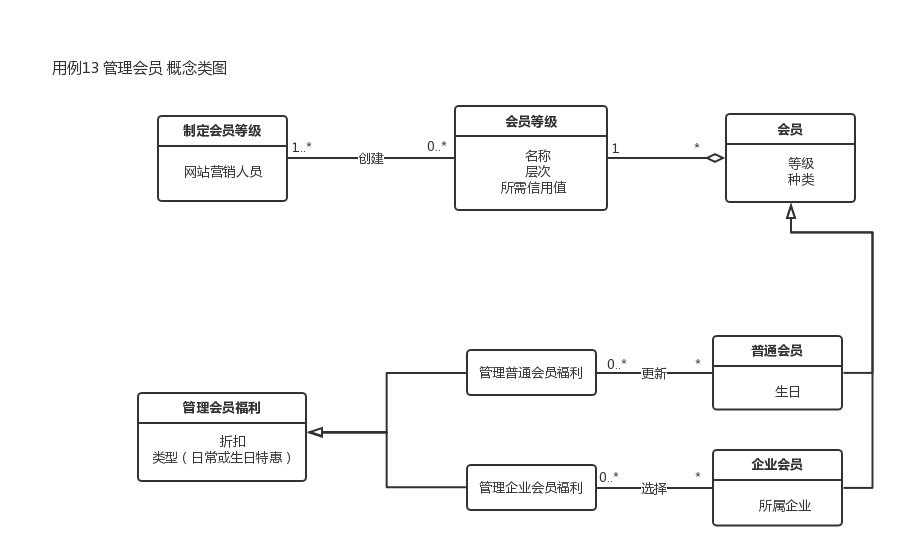 用例13 管理会员 概念类图
制定会员等级
网站营销人员
1..*
创建
0..*
会员等级
名称
层次
所需信用值
1
*
会员
等级
种类
管理会员福利
折扣
类型（日常或生日特惠）
管理普通会员福利
0..*
更新
*
普通会员
生日
管理企业会员福利
0..*
选择
*
企业会员
所属企业